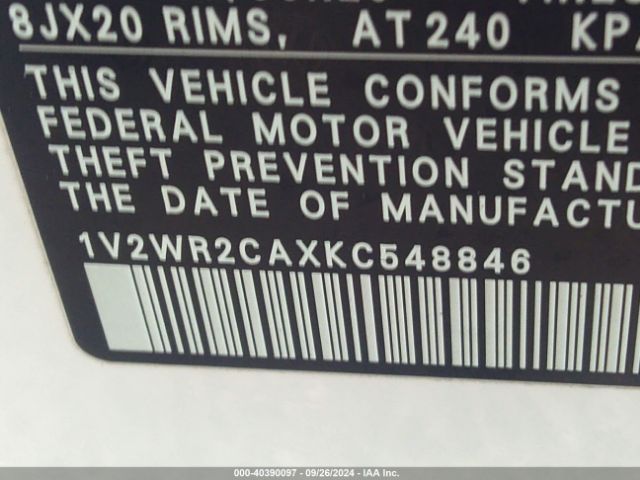 8JX20 RIMS, AT 240 KPA
THIS VEHICLE CONFORMS
FEDERAL MOTOR VEHICLE
THEFT PREVENTION STAND
THE DATE OF MANUFACTU
1V2WR2CAXKC548846
000-40390097 - 09/26/2024 - IAA Inc.